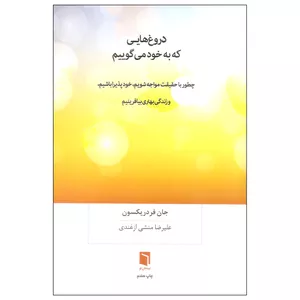 دروغ‌هایی
که به خود می‌گوییم
چطور با حقیقت مواجه شویم، خودپذیرا باشیم،
و زندگی بهتری بیافرینیم
جان فردریکسون
علیرضا منشی ازغندی
چاپ هفتم